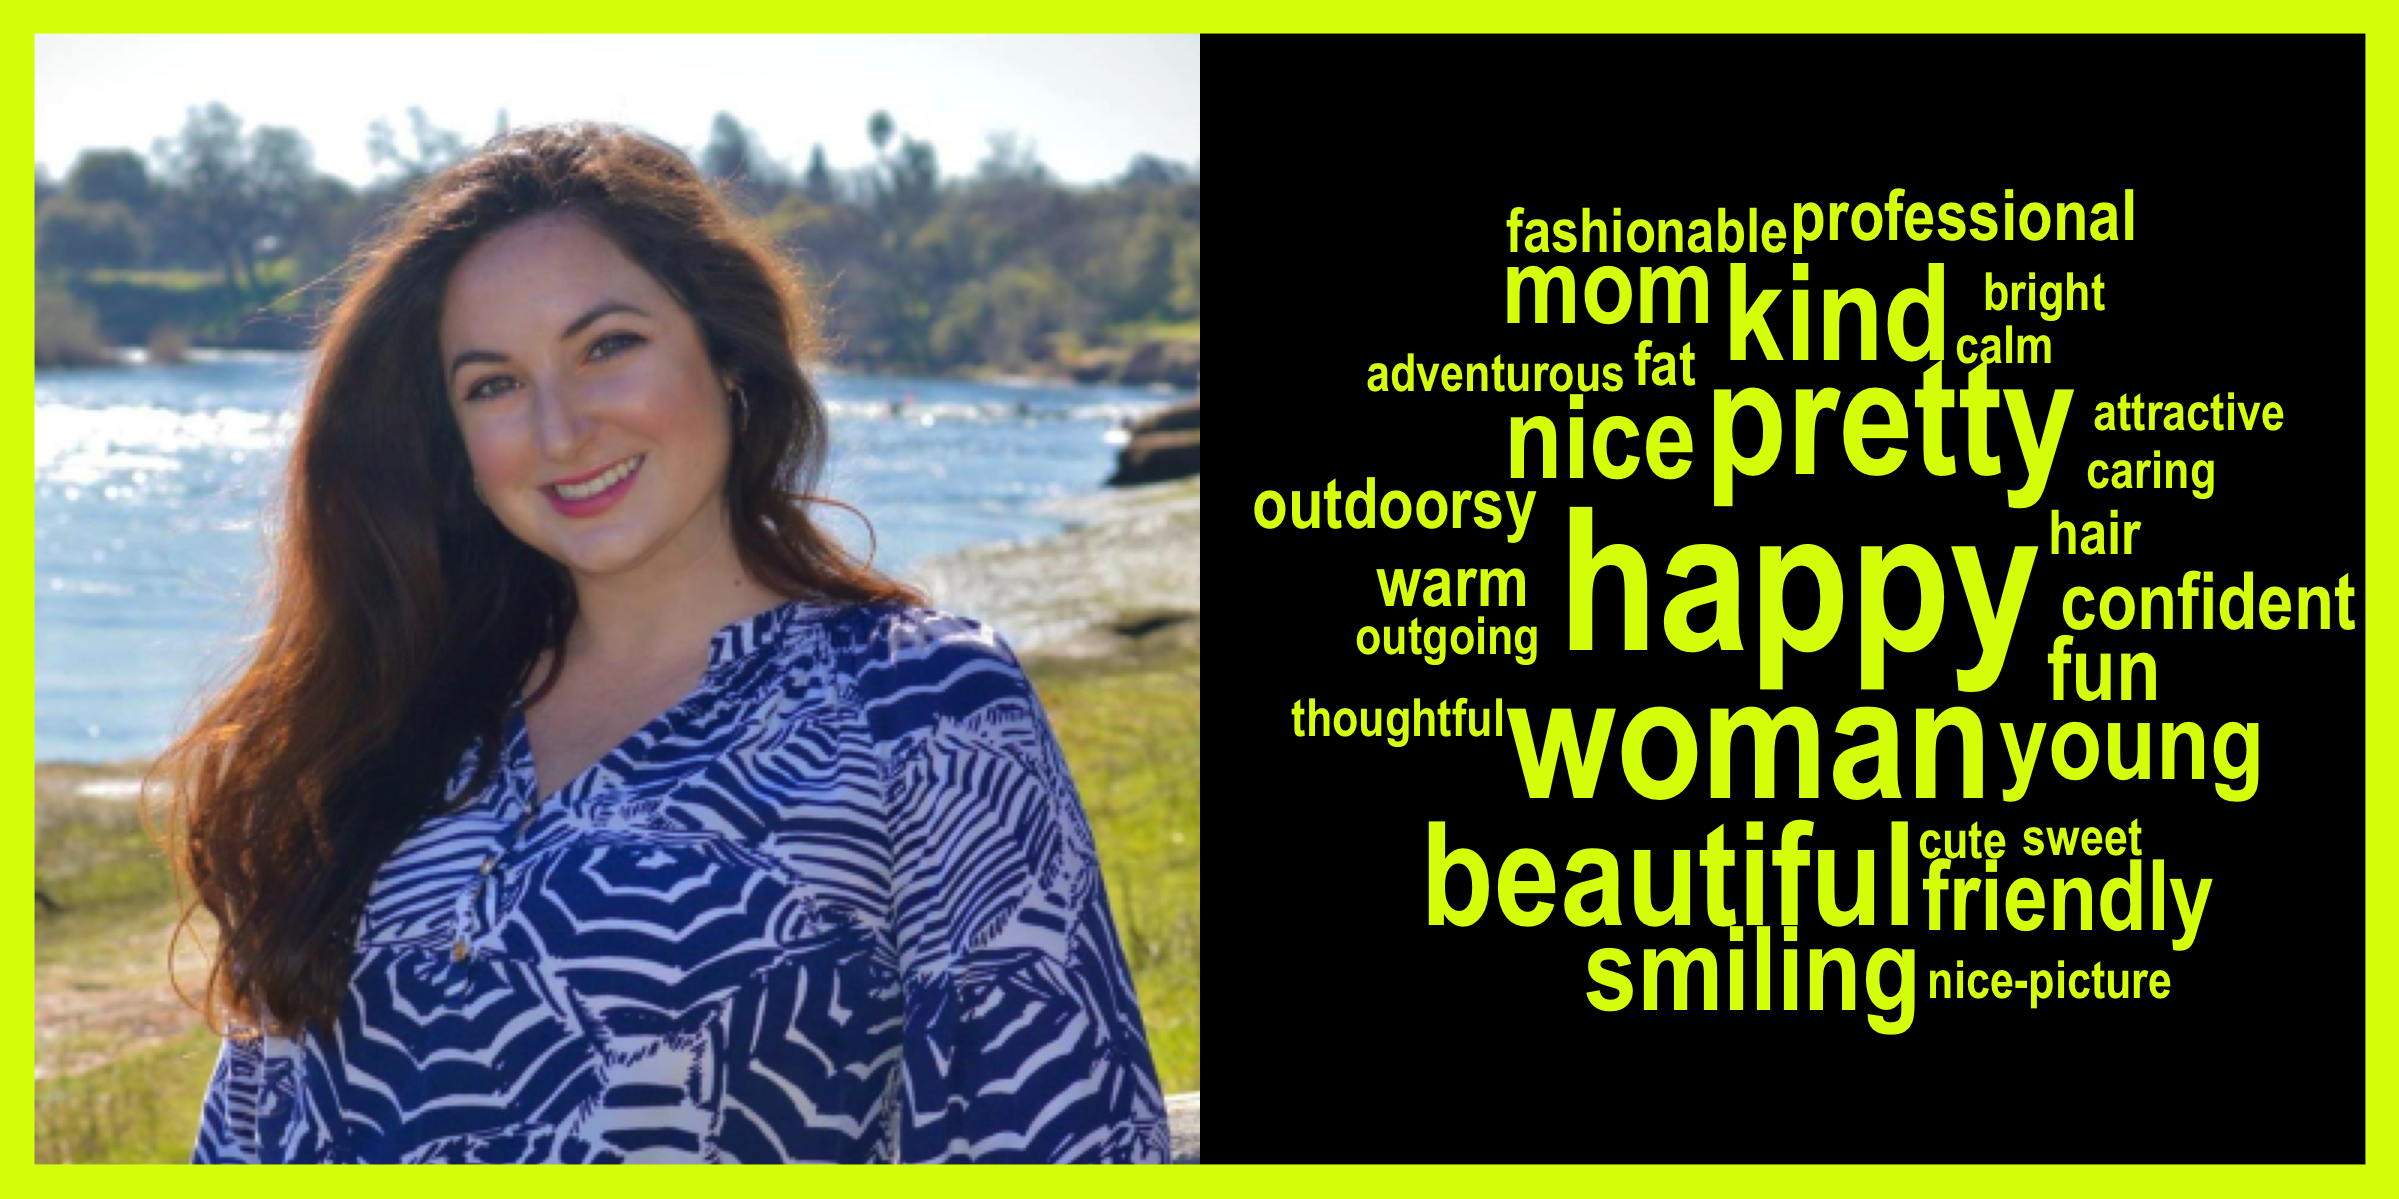 fashionable professional
mom kind bright
calm
adventurous fat
nice pretty attractive
caring
outdoorsy
happy hair
warm confident
outgoing
fun
thoughtful woman young
beautiful cute sweet
friendly
smiling nice-picture